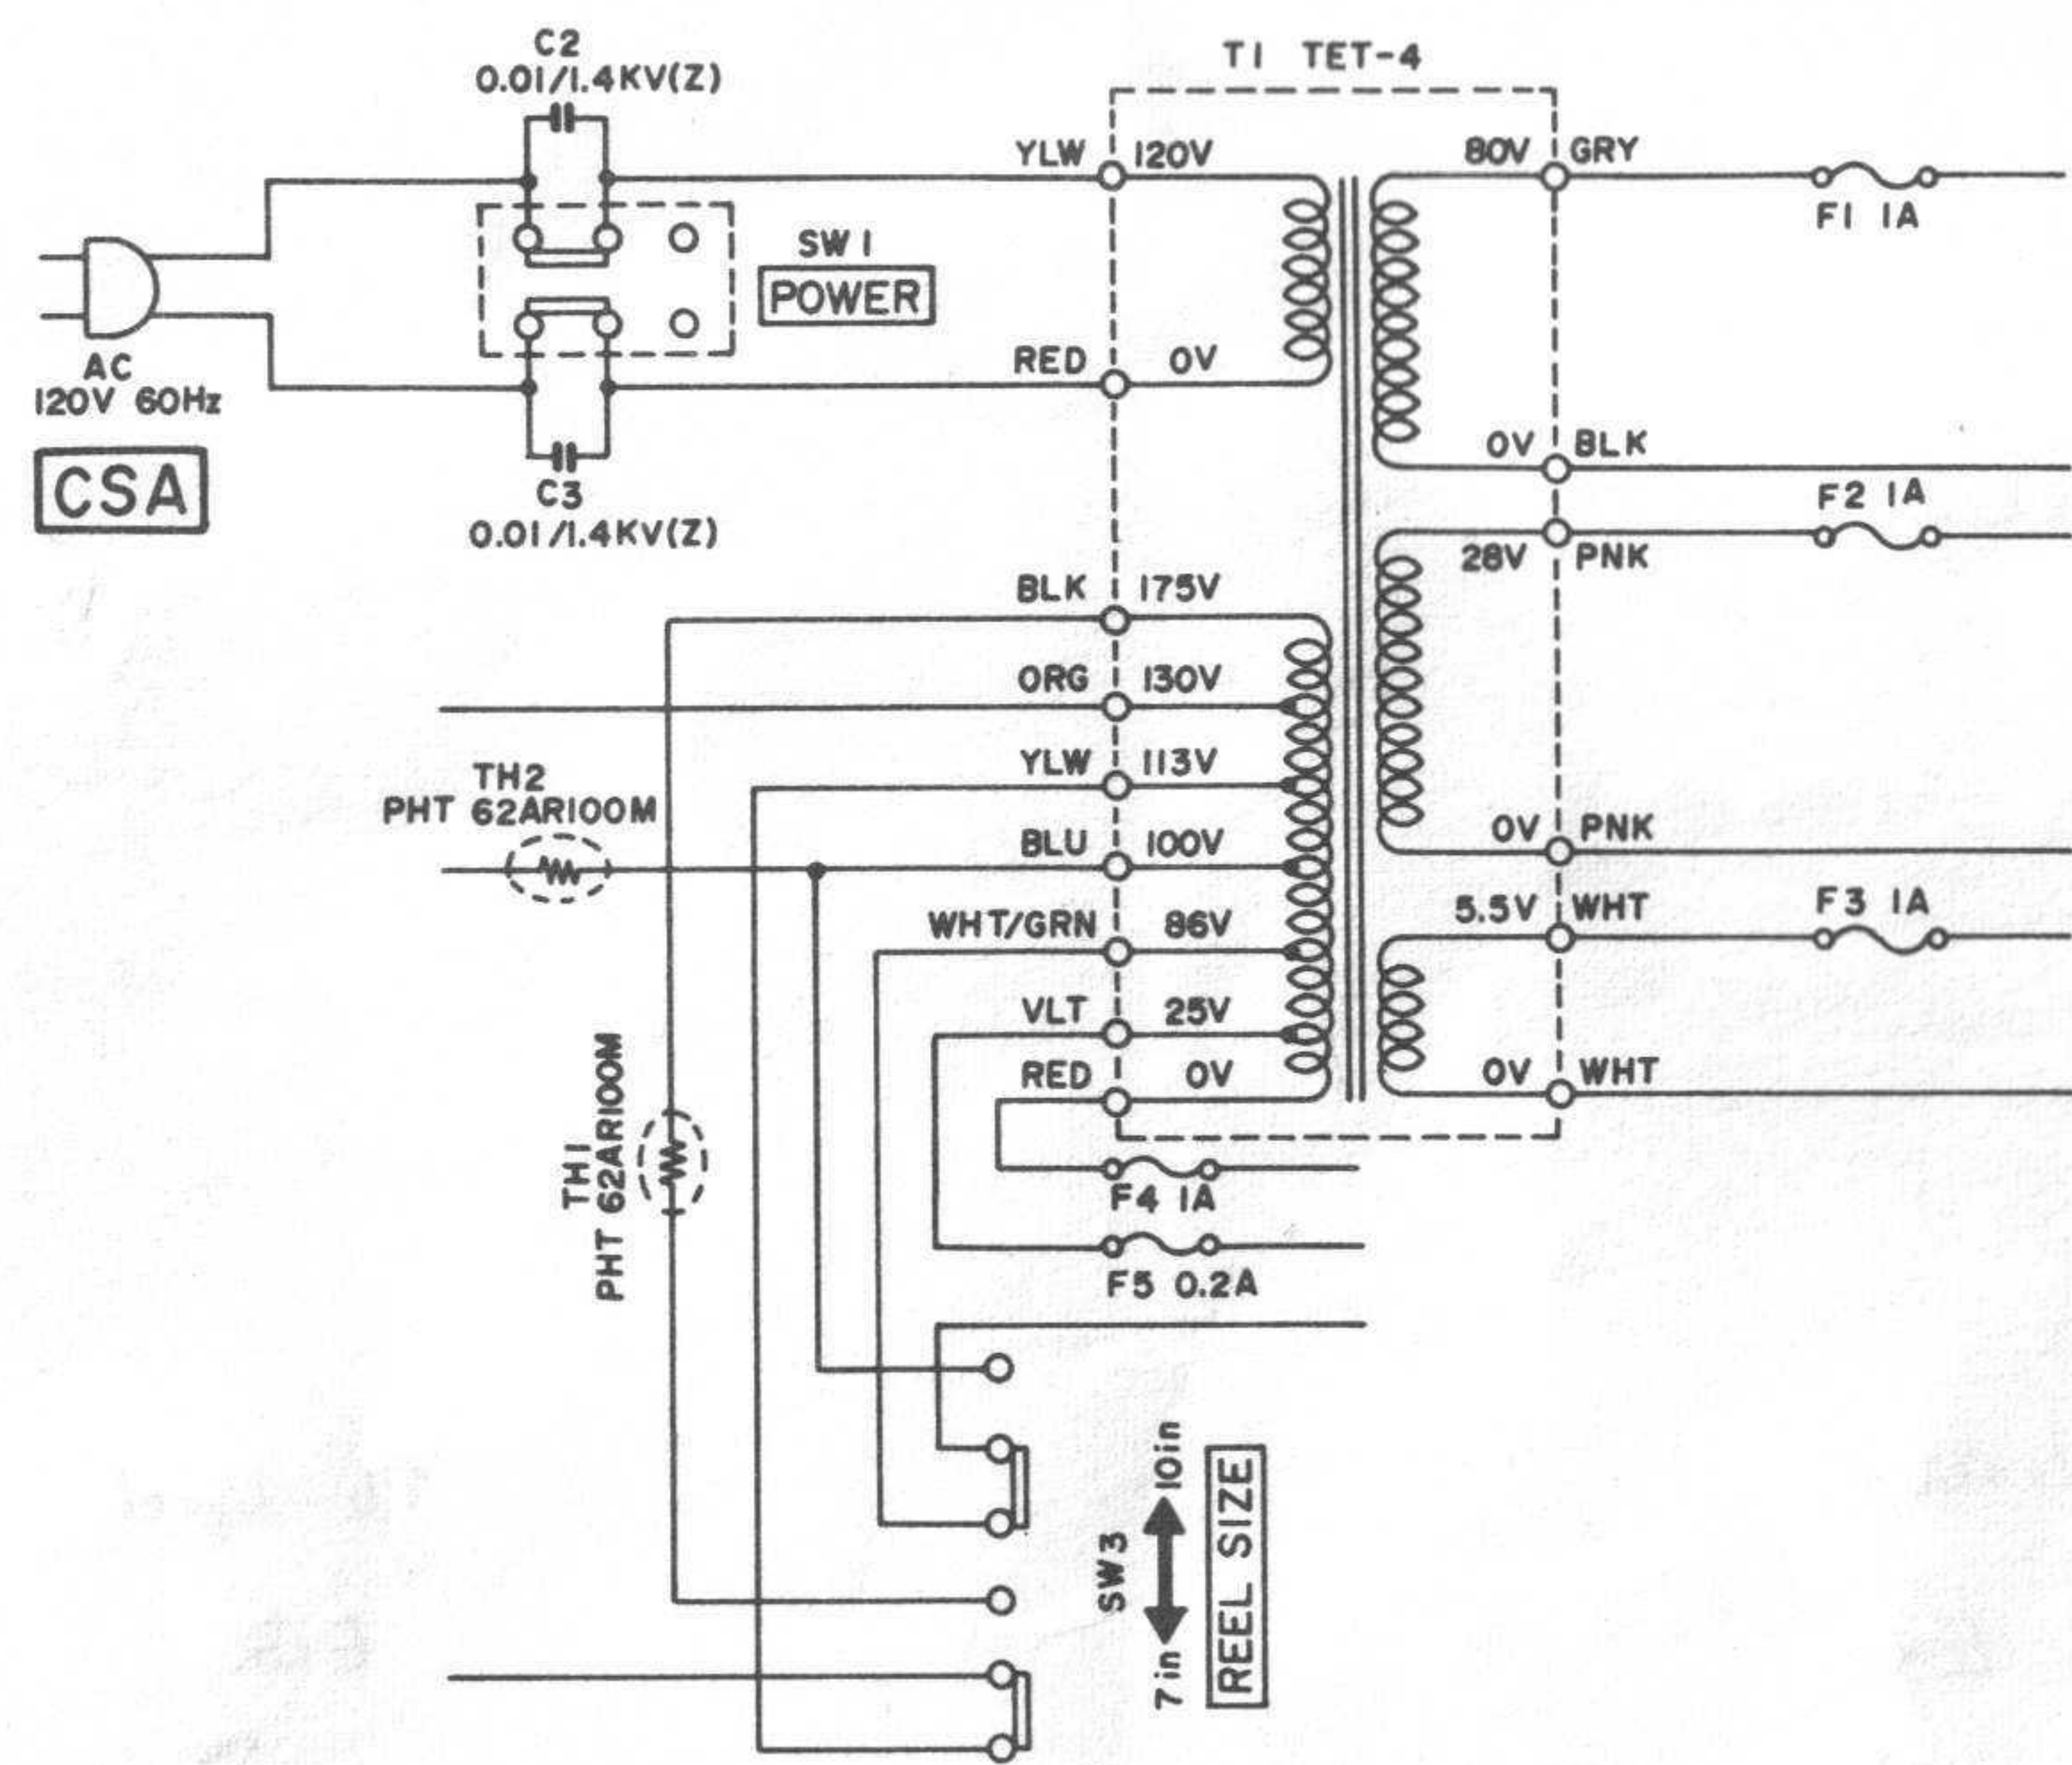 C2
0.01/1.4KV(Z)
T1 TET-4
YLW 120V
80V GRY
F1 1A
SW1
POWER
AC
120V 60Hz
CSA
RED 0V
0V BLK
C3
0.01/1.4KV(Z)
F2 1A
28V PNK
BLK 175V
ORG 130V
TH2
PHT 62AR100M
YLW 113V
BLU 100V
0V PNK
WHT/GRN 86V
5.5V WHT
F3 1A
VLT 25V
RED 0V
0V WHT
TH1
PHT 62AR100M
F4 1A
F5 0.2A
SW3
7in 10in
REEL SIZE